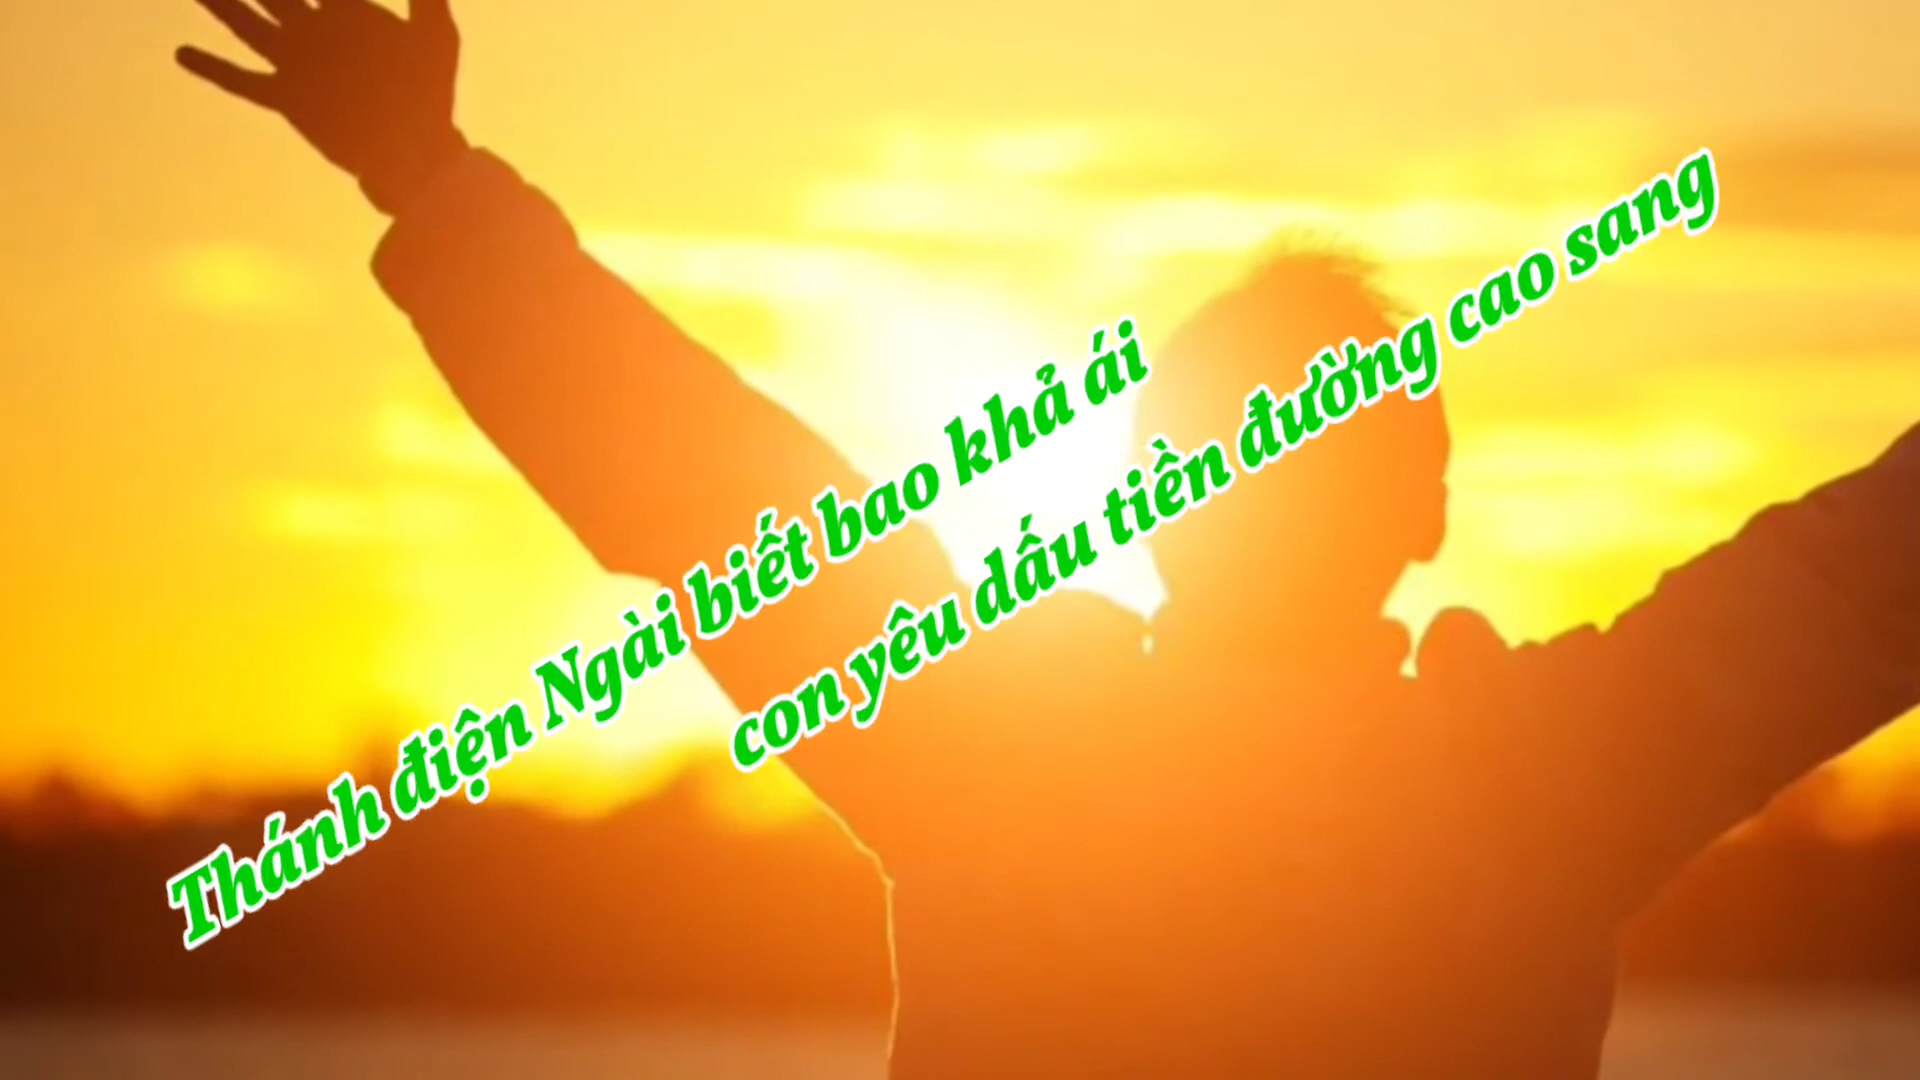 Thánh điện Ngài biết bao khả ái
con yêu dấu tiền đường cao sang